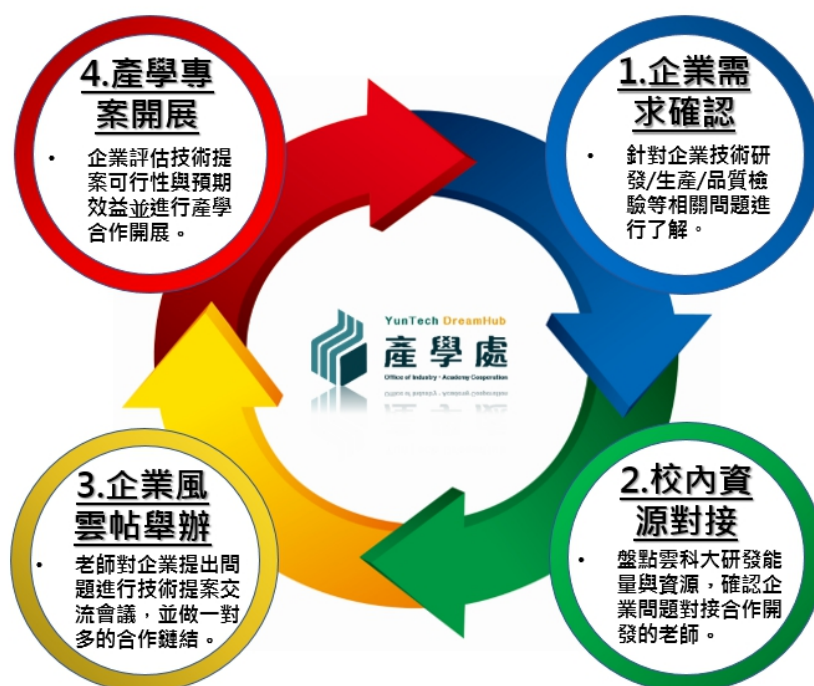 1.企業需
求確認
• 針對企業技術研
發/生產/品質檢
驗等相關問題進
行了解。
2.校內資
源對接
• 盤點雲科大研發能
量與資源，確認企
業問題對接合作開
發的老師。
3.企業風
雲帖舉辦
• 老師對企業提出問
題進行技術提案交
流會議，並做一對
多的合作鏈結。
4.產學專
案開展
• 企業評估技術提
案可行性與預期
效益並進行產學
合作開展。
YunTech DreamHub
產學處
Office of Industry - Academy Cooperation